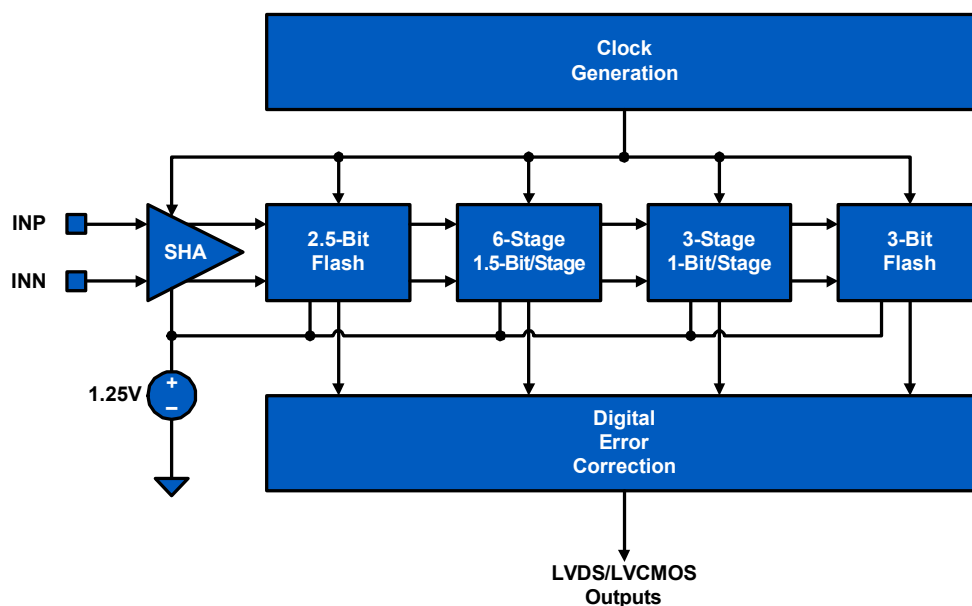 Clock
Generation
INP
INN
SHA
2.5-Bit
Flash
6-Stage
1.5-Bit/Stage
3-Stage
1-Bit/Stage
3-Bit
Flash
1.25V
+
–
Digital
Error
Correction
LVDS/LVCMOS
Outputs